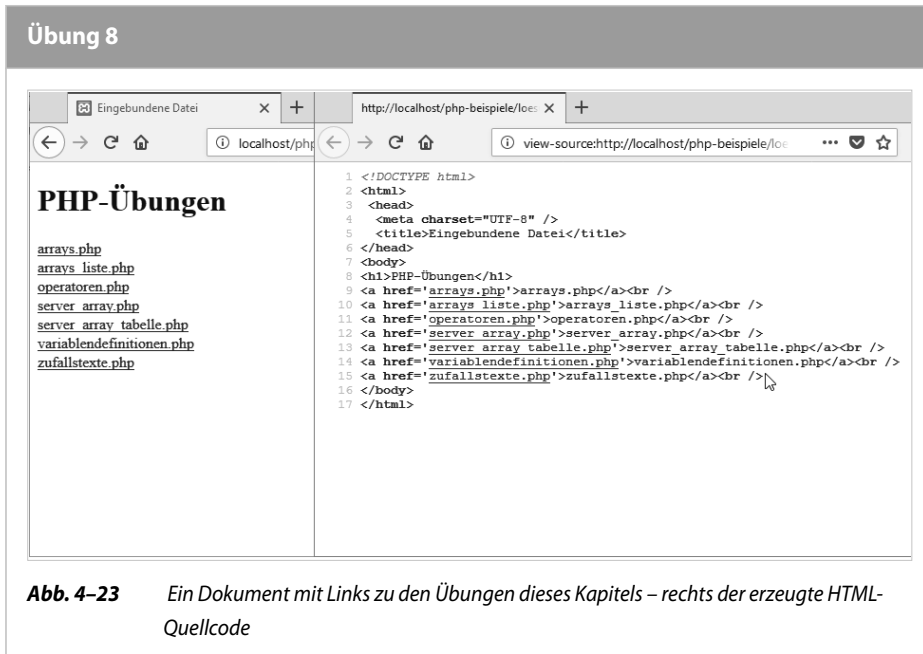 Übung 8
Eingebundene Datei
http://localhost/php-beispiele/loes
localhost/php
view-source:http://localhost/php-beispiele/loe
PHP-Übungen
arrays.php
arrays_liste.php
operatoren.php
server_array.php
server_array_tabelle.php
variablendefinitionen.php
zufallstexte.php
1 <!DOCTYPE html>
2 <html>
3 <head>
4 <meta charset="UTF-8" />
5 <title>Eingebundene Datei</title>
6 </head>
7 <body>
8 <h1>PHP-Übungen</h1>
9 <a href='arrays.php'>arrays.php</a><br />
10 <a href='arrays_liste.php'>arrays_liste.php</a><br />
11 <a href='operatoren.php'>operatoren.php</a><br />
12 <a href='server_array.php'>server_array.php</a><br />
13 <a href='server_array_tabelle.php'>server_array_tabelle.php</a><br />
14 <a href='variablendefinitionen.php'>variablendefinitionen.php</a><br />
15 <a href='zufallstexte.php'>zufallstexte.php</a><br />
16 </body>
17 </html>
Abb. 4–23 Ein Dokument mit Links zu den Übungen dieses Kapitels – rechts der erzeugte HTML-
Quellcode